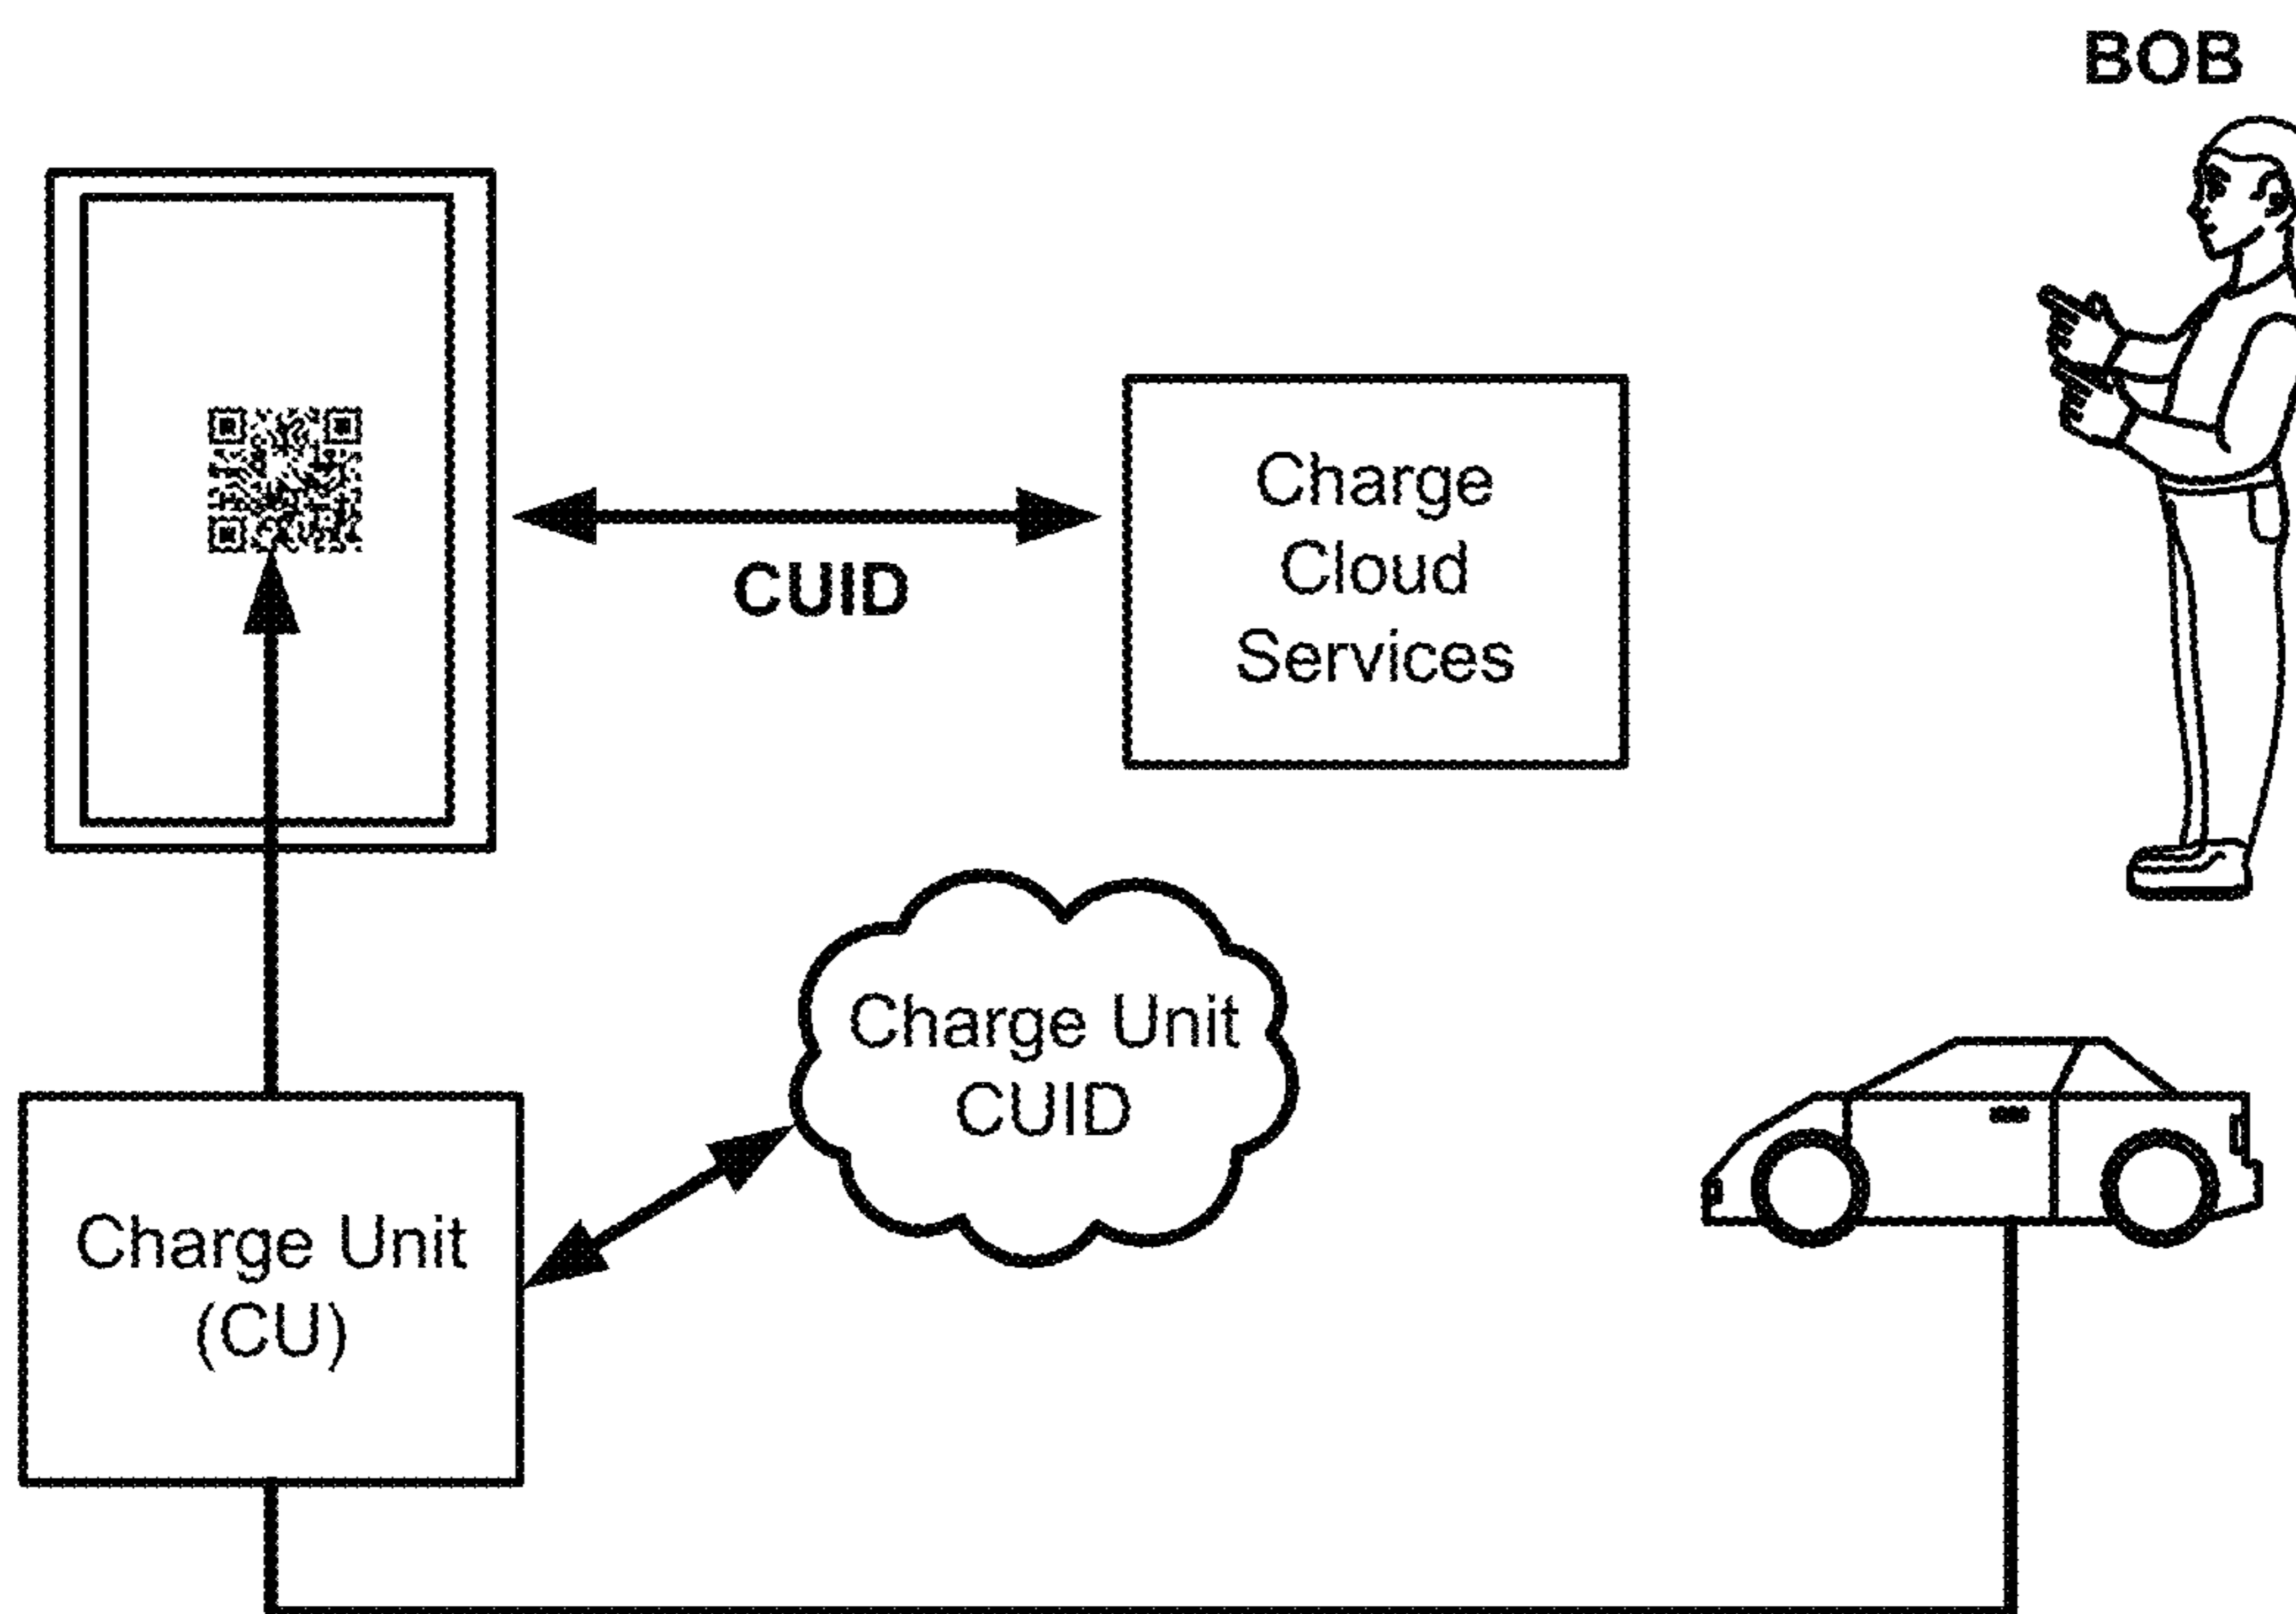 BOB
Charge
Cloud
Services
CUID
Charge Unit
CUID
Charge Unit
(CU)